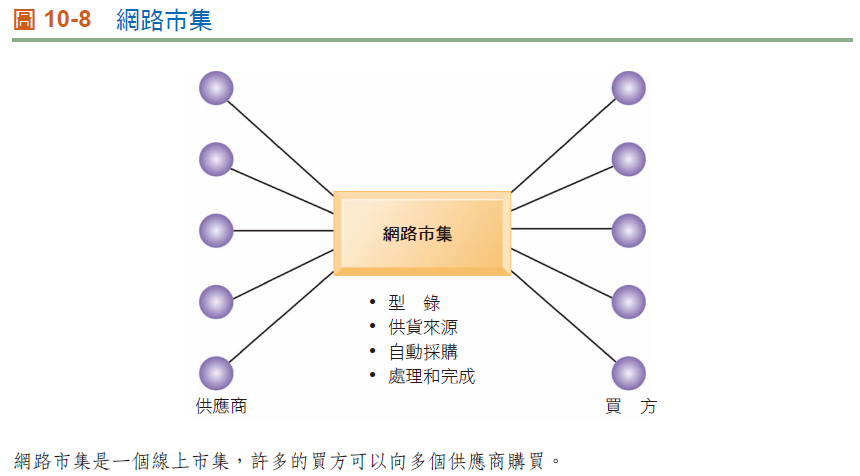 圖 10-8 網路市集
網路市集
• 型 錄
• 供貨來源
• 自動採購
• 處理和完成
供應商
買 方
網路市集是一個線上市集，許多的買方可以向多個供應商購買。